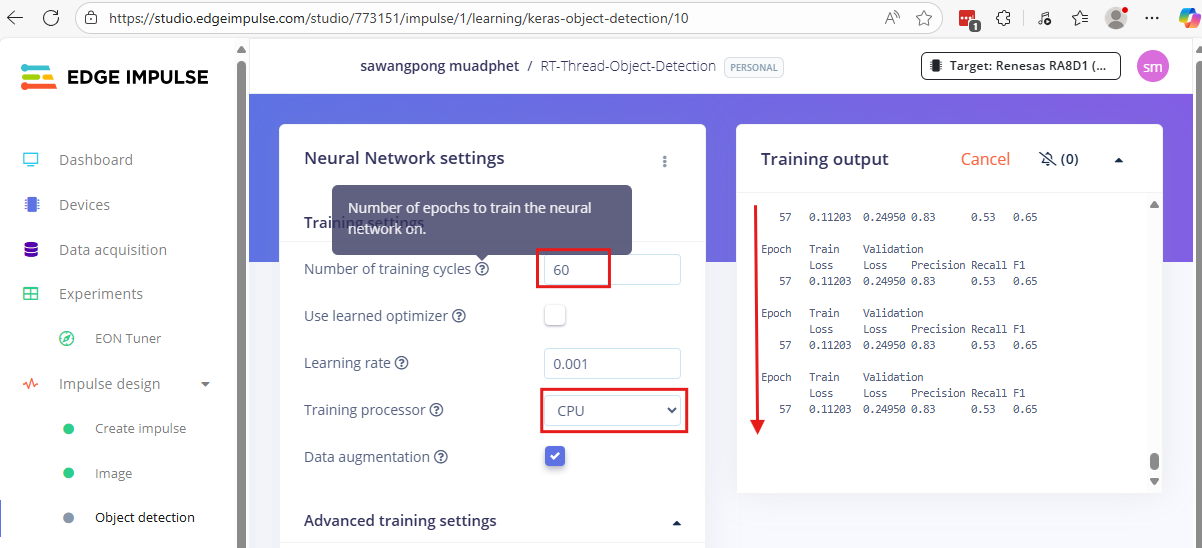 https://studio.edgeimpulse.com/studio/773151/impulse/1/learning/keras-object-detection/10
1
EDGE IMPULSE
sawangpong muadphet / RT-Thread-Object-Detection PERSONAL
Target: Renesas RA8D1 (...
sm
Dashboard
Devices
Data acquisition
Experiments
EON Tuner
Impulse design
Create impulse
Image
Object detection
Neural Network settings
Number of epochs to train the neural
network on.
Training settings
Number of training cycles ?
60
Use learned optimizer ?
Learning rate ?
0.001
Training processor ?
CPU
Data augmentation ?
Advanced training settings
Training output
Cancel
(0)
57 0.11203 0.24950 0.83 0.53 0.65
Epoch Train Validation
Loss Loss Precision Recall F1
57 0.11203 0.24950 0.83 0.53 0.65
Epoch Train Validation
Loss Loss Precision Recall F1
57 0.11203 0.24950 0.83 0.53 0.65
Epoch Train Validation
Loss Loss Precision Recall F1
57 0.11203 0.24950 0.83 0.53 0.65